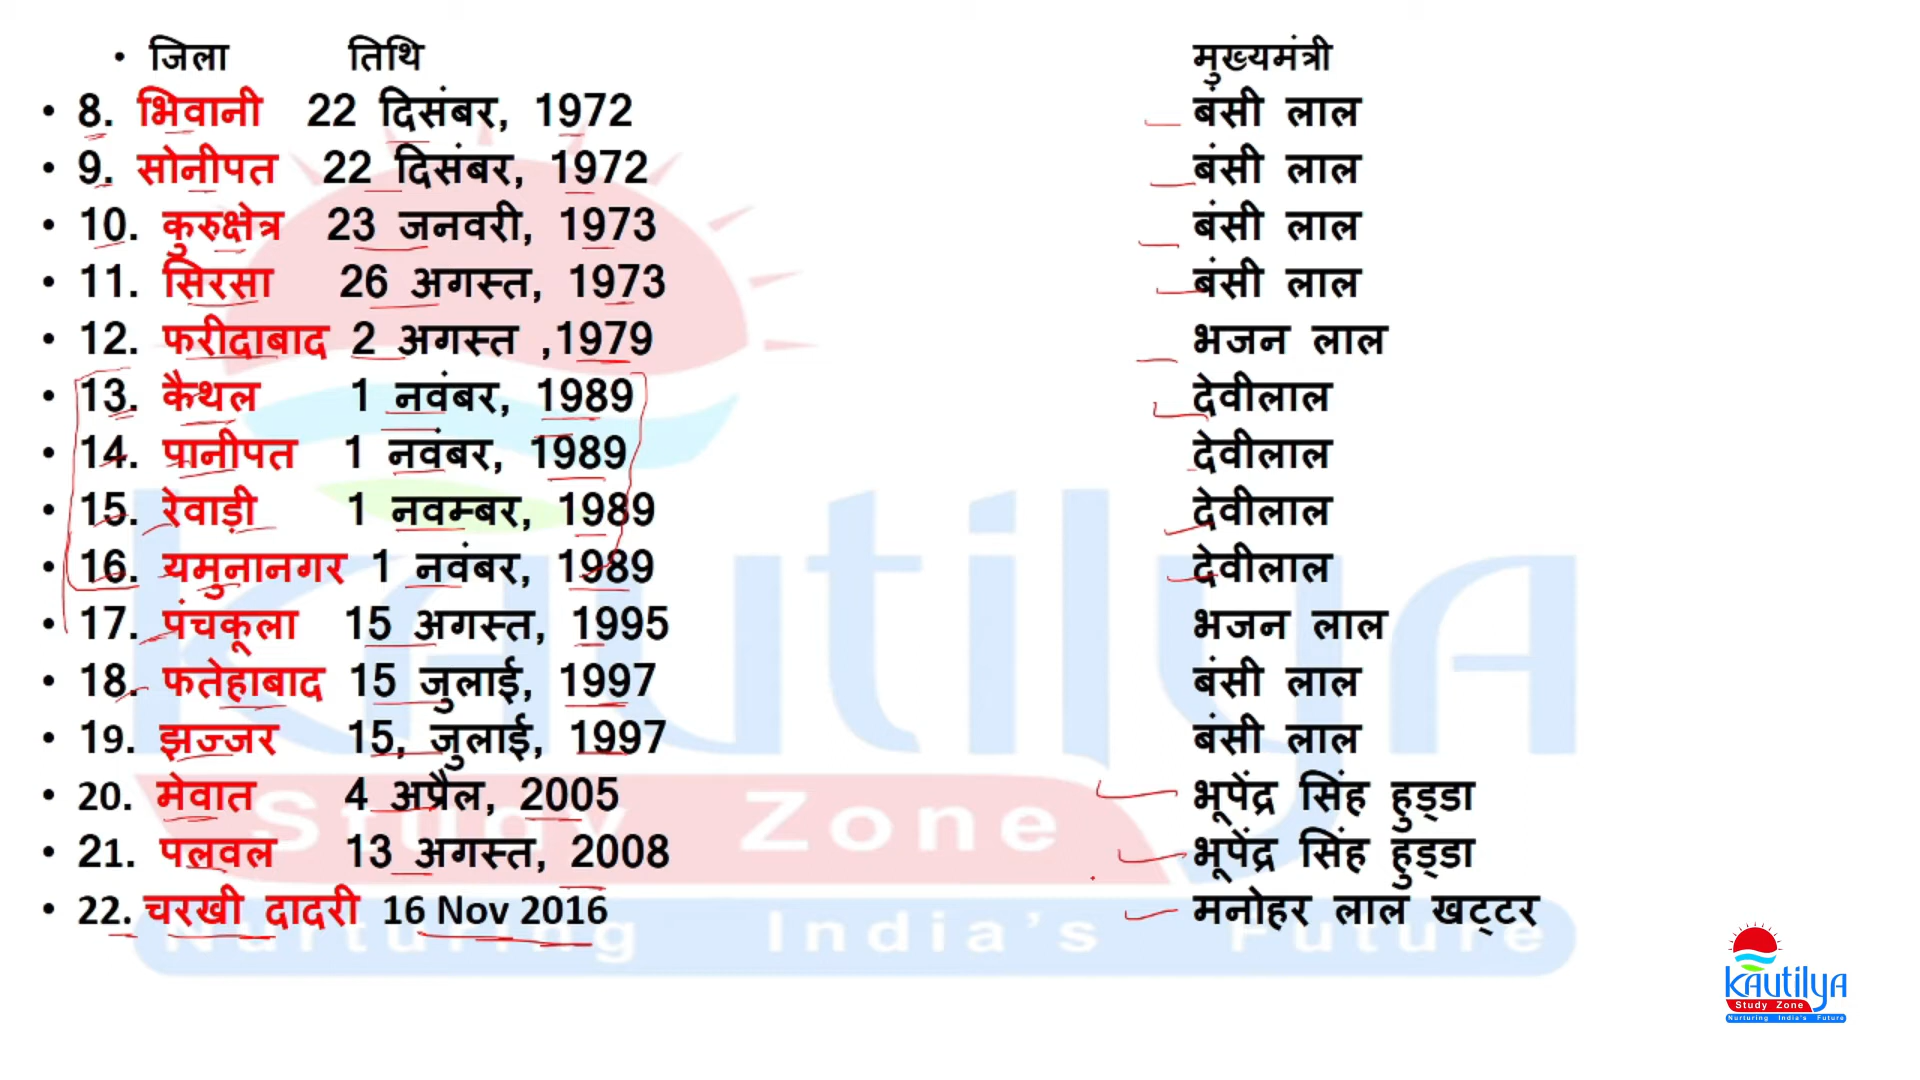 • जिला तिथि मुख्यमंत्री
• 8. भिवानी 22 दिसंबर, 1972 बंसी लाल
• 9. सोनीपत 22 दिसंबर, 1972 बंसी लाल
• 10. कुरुक्षेत्र 23 जनवरी, 1973 बंसी लाल
• 11. सिरसा 26 अगस्त, 1973 बंसी लाल
• 12. फरीदाबाद 2 अगस्त ,1979 भजन लाल
• 13. कैथल 1 नवंबर, 1989 देवीलाल
• 14. पानीपत 1 नवंबर, 1989 देवीलाल
• 15. रेवाड़ी 1 नवम्बर, 1989 देवीलाल
• 16. यमुनानगर 1 नवंबर, 1989 देवीलाल
• 17. पंचकूला 15 अगस्त, 1995 भजन लाल
• 18. फतेहाबाद 15 जुलाई, 1997 बंसी लाल
• 19. झज्जर 15, जुलाई, 1997 बंसी लाल
• 20. मेवात 4 अप्रैल, 2005 भूपेंद्र सिंह हुड्डा
• 21. पलवल 13 अगस्त, 2008 भूपेंद्र सिंह हुड्डा
• 22. चरखी दादरी 16 Nov 2016 मनोहर लाल खट्टर
Kautilya
Study Zone
Nurturing India's Future
Kautilya
Study Zone
Nurturing India's Future